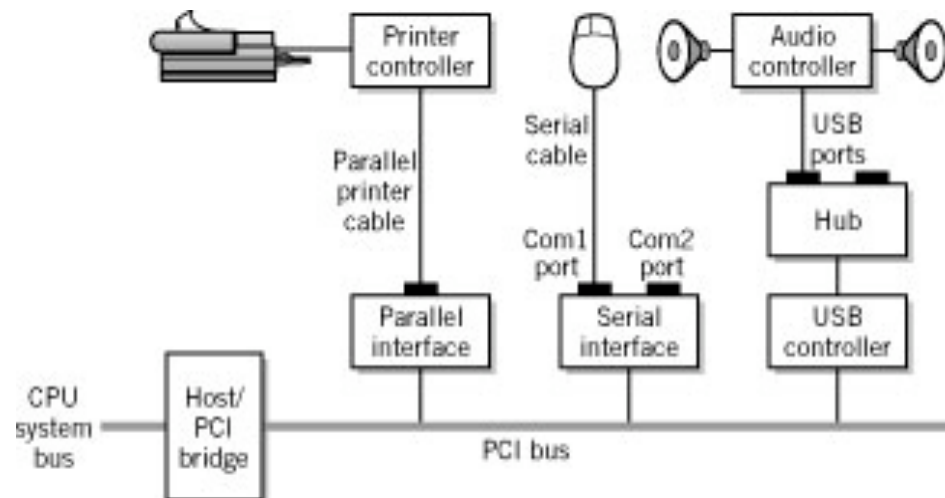 Printer
controller
Audio
controller
Serial
cable
USB
ports
Parallel
printer
cable
Hub
Com1
port
Com2
port
Parallel
interface
Serial
interface
USB
controller
CPU
system
bus
Host/
PCI
bridge
PCI bus